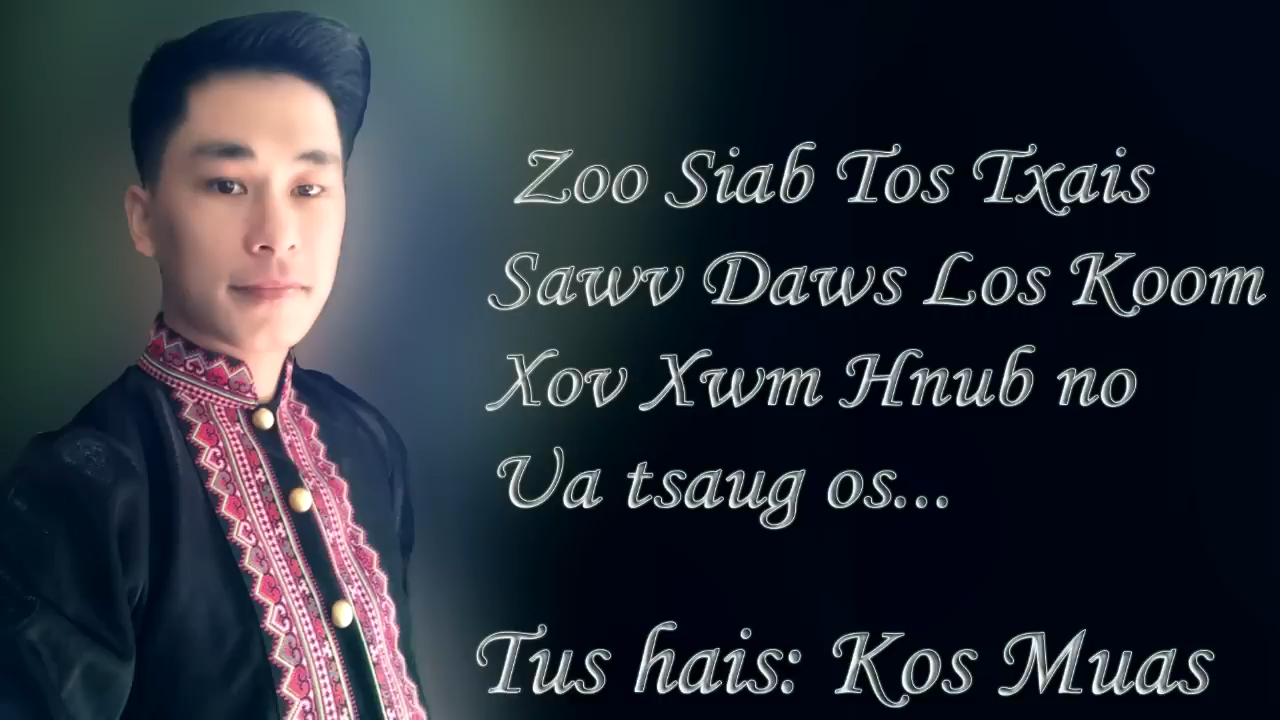 Zoo Siab Tos Txais
Sawv Daws Los Koom
Xov Xwm Hnub no
Ua tsaug os...
Tus hais: Kos Muas